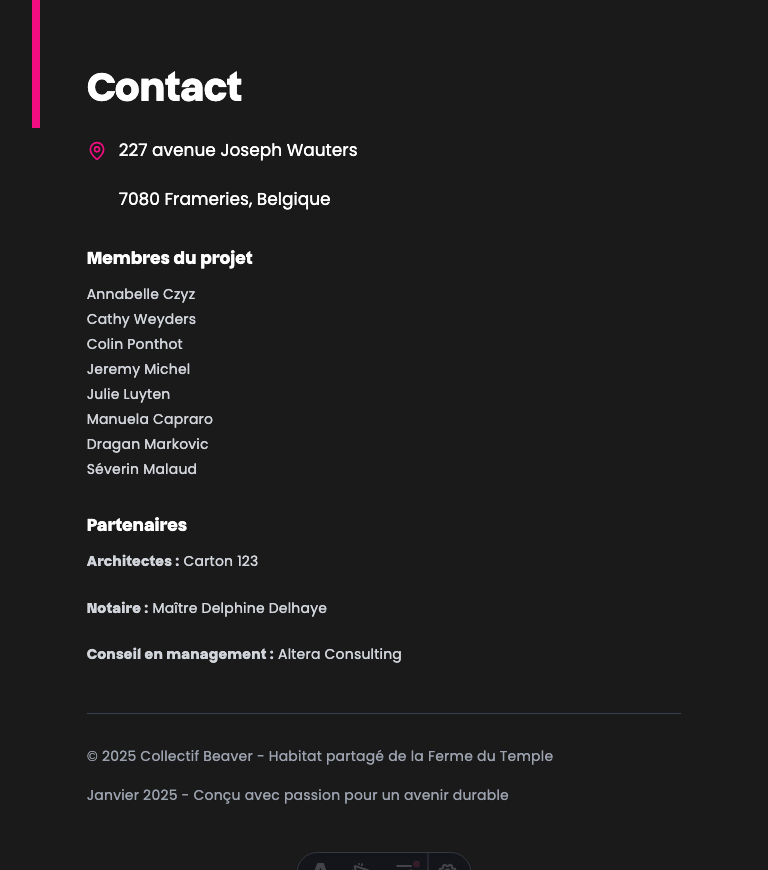 Contact
227 avenue Joseph Wauters
7080 Frameries, Belgique
Membres du projet
Annabelle Czyz
Cathy Weyders
Colin Ponthot
Jeremy Michel
Julie Luyten
Manuela Capraro
Dragan Markovic
Séverin Malaud
Partenaires
Architectes : Carton 123
Notaire : Maître Delphine Delhaye
Conseil en management : Altera Consulting
© 2025 Collectif Beaver - Habitat partagé de la Ferme du Temple
Janvier 2025 - Conçu avec passion pour un avenir durable